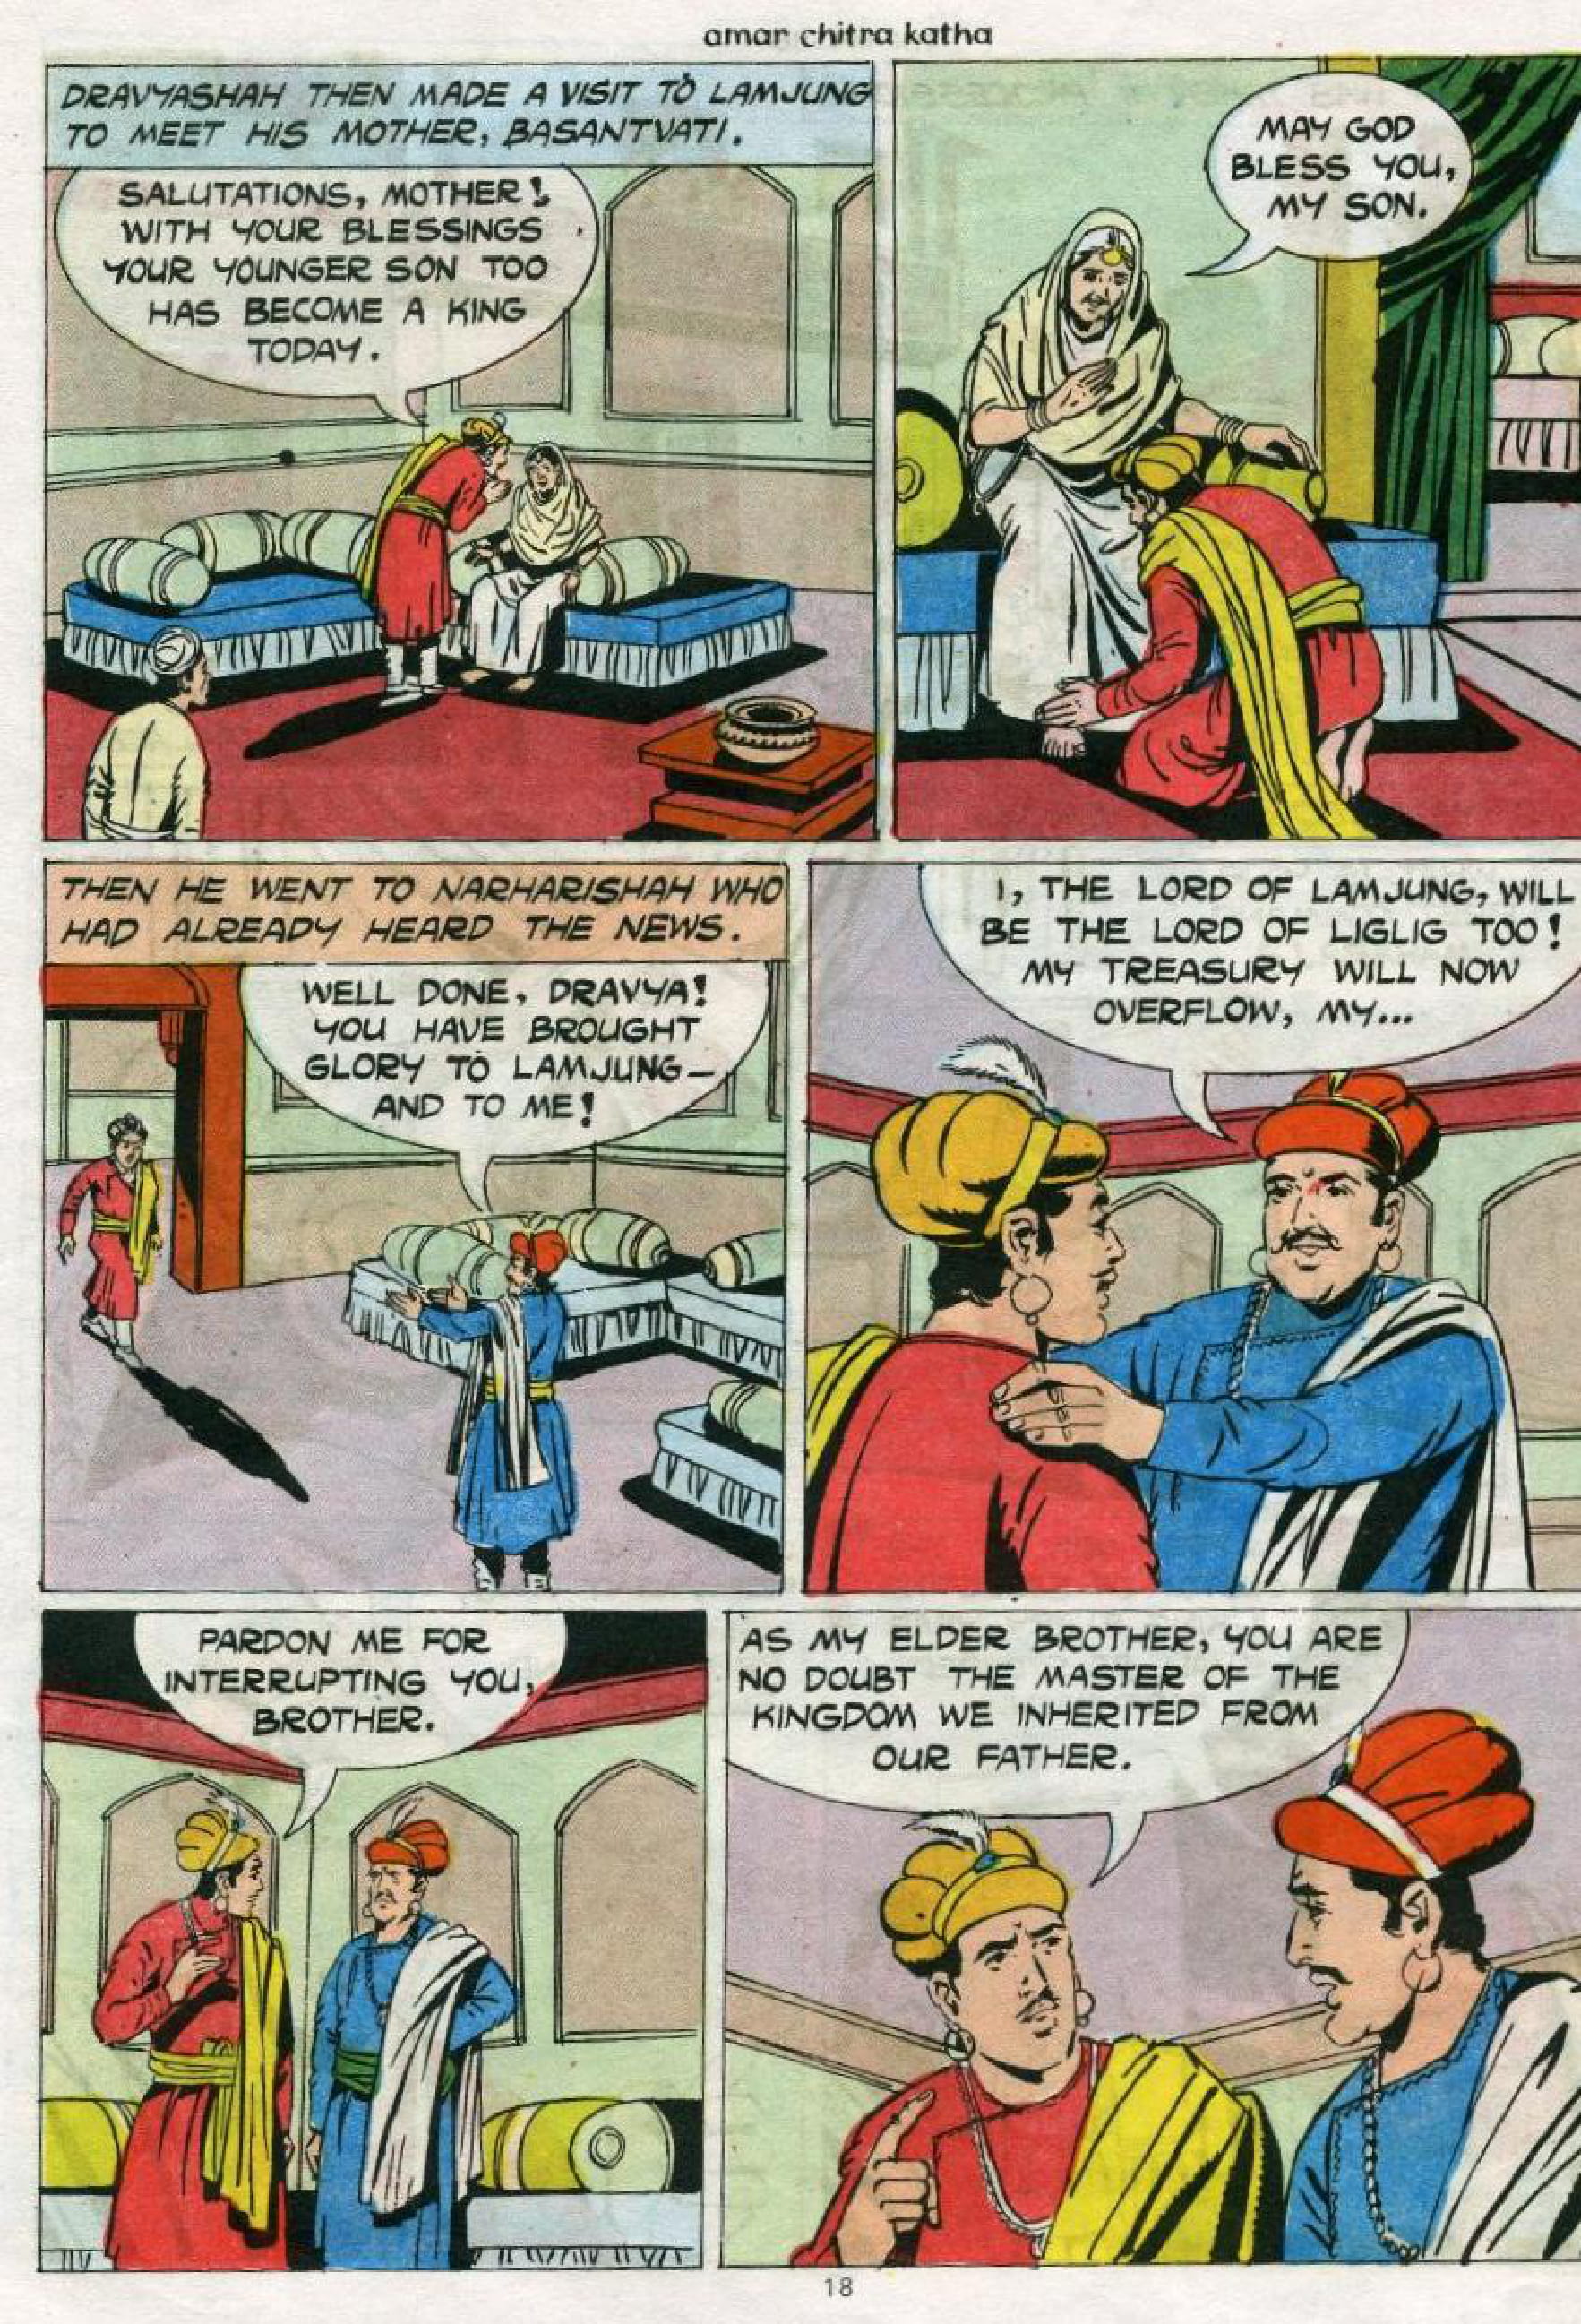 amar chitra katha
DRAVYASHAH THEN MADE A VISIT TO LAMJUNG
TO MEET HIS MOTHER, BASANTVATI.
SALUTATIONS, MOTHER!
WITH YOUR BLESSINGS
YOUR YOUNGER SON TOO
HAS BECOME A KING
TODAY.
MAY GOD
BLESS YOU,
MY SON.
THEN HE WENT TO NARHARISHAH WHO
HAD ALREADY HEARD THE NEWS.
WELL DONE, DRAVYA!
YOU HAVE BROUGHT
GLORY TO LAMJUNG—
AND TO ME!
I, THE LORD OF LAMJUNG, WILL
BE THE LORD OF LIGLIG TOO!
MY TREASURY WILL NOW
OVERFLOW, MY...
PARDON ME FOR
INTERRUPTING YOU,
BROTHER.
AS MY ELDER BROTHER, YOU ARE
NO DOUBT THE MASTER OF THE
KINGDOM WE INHERITED FROM
OUR FATHER.
18